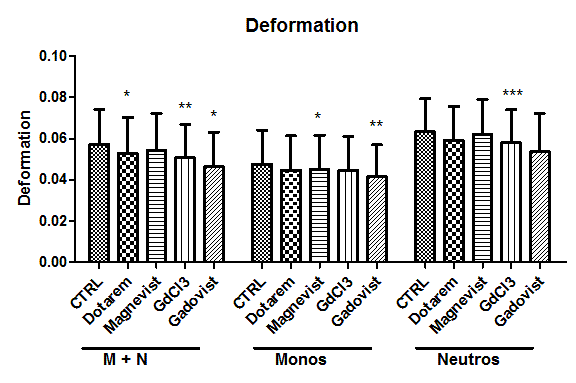 Deformation
Deformation
0.10
0.08
0.06
0.04
0.02
0.00
* ** * * ** ***
CTRL Dotarem Magnevist GdCl3 Gadovist CTRL Dotarem Magnevist GdCl3 Gadovist CTRL Dotarem Magnevist GdCl3 Gadovist
M + N Monos Neutros